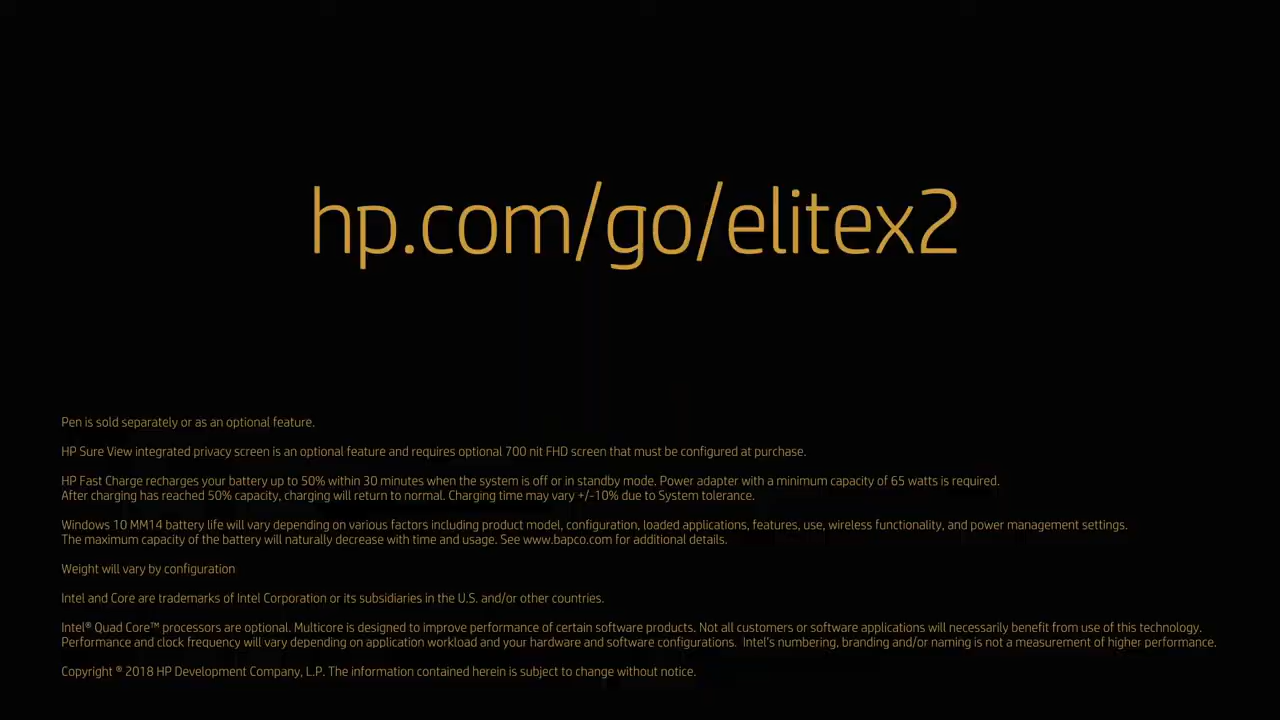 hp.com/go/elitex2
Pen is sold separately or as an optional feature.
HP Sure View integrated privacy screen is an optional feature and requires optional 700 nit FHD screen that must be configured at purchase.
HP Fast Charge recharges your battery up to 50% within 30 minutes when the system is off or in standby mode. Power adapter with a minimum capacity of 65 watts is required.
After charging has reached 50% capacity, charging will return to normal. Charging time may vary +/-10% due to System tolerance.
Windows 10 MM14 battery life will vary depending on various factors including product model, configuration, loaded applications, features, use, wireless functionality, and power management settings.
The maximum capacity of the battery will naturally decrease with time and usage. See www.bapco.com for additional details.
Weight will vary by configuration
Intel and Core are trademarks of Intel Corporation or its subsidiaries in the U.S. and/or other countries.
Intel® Quad Core™ processors are optional. Multicore is designed to improve performance of certain software products. Not all customers or software applications will necessarily benefit from use of this technology.
Performance and clock frequency will vary depending on application workload and your hardware and software configurations. Intel's numbering, branding and/or naming is not a measurement of higher performance.
Copyright ® 2018 HP Development Company, L.P. The information contained herein is subject to change without notice.